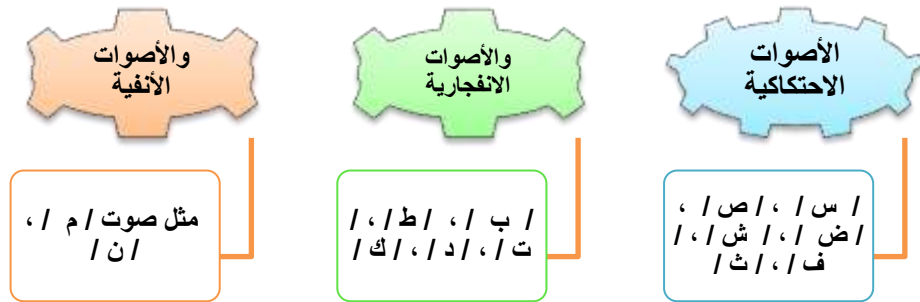 الأصوات
الاحتكاكية
/ س / ، / ص / ،
/ ض / ، / ش / ، /
ف / ، / ث /
والأصوات
الانفجارية
/ ب / ، / ط / ، /
ت / ، / د / ، / ك /
والأصوات
الأنفية
مثل صوت / م / ،
/ ن /